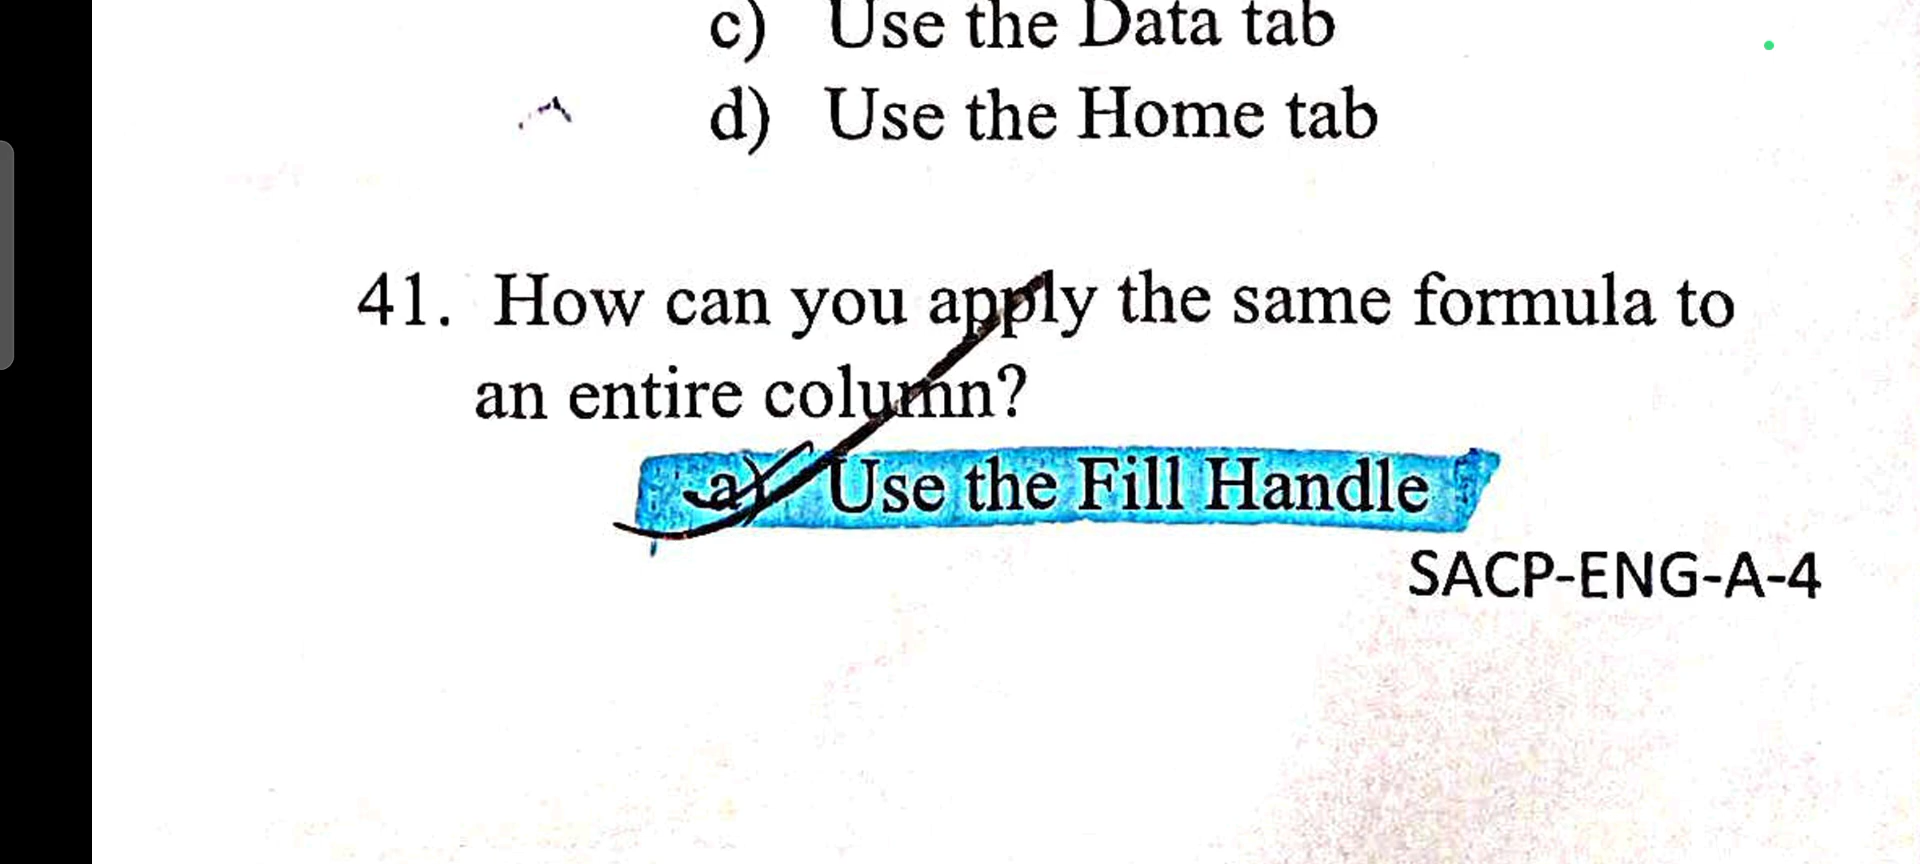 c) Use the Data tab
d) Use the Home tab
41. How can you apply the same formula to
an entire column?
a) Use the Fill Handle
SACP-ENG-A-4